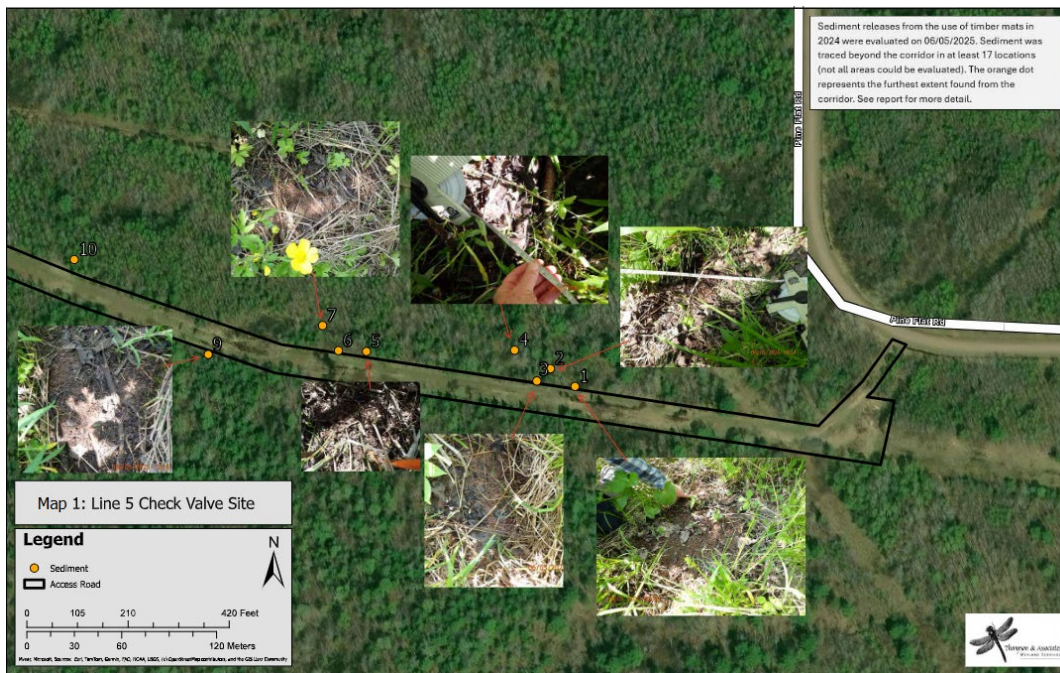 Sediment releases from the use of timber mats in
2024 were evaluated on 06/05/2025. Sediment was
traced beyond the corridor in at least 17 locations
(not all areas could be evaluated). The orange dot
represents the furthest extent found from the
corridor. See report for more detail.
Pine Flat Rd
Pine Flat Rd
10
7
4
2
6
5
9
3
1
Map 1: Line 5 Check Valve Site
Legend
Sediment
Access Road
N
0 105 210 420 Feet
0 30 60 120 Meters
Thompson & Associates
WETLAND SERVICES